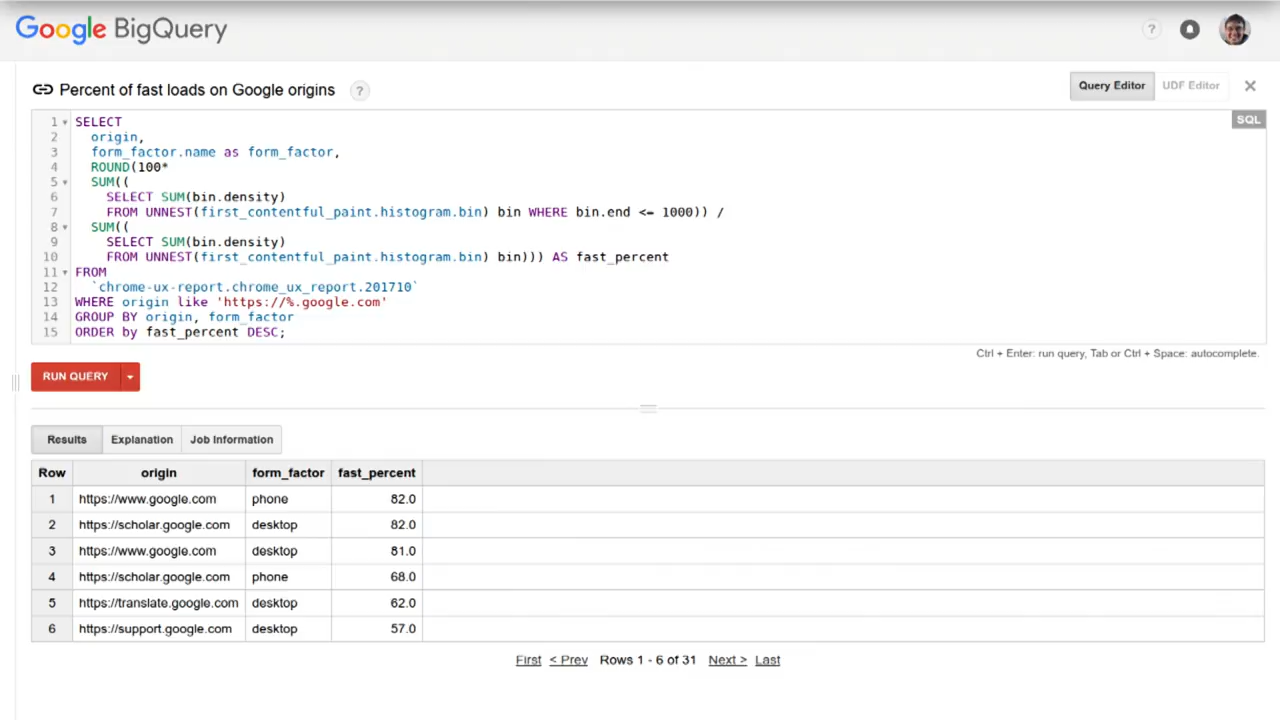 Google BigQuery
?
Percent of fast loads on Google origins ?
Query Editor UDF Editor
SQL
1 SELECT
2 origin,
3 form_factor.name as form_factor,
4 ROUND(100*
5 SUM((
6 SELECT SUM(bin.density)
7 FROM UNNEST(first_contentful_paint.histogram.bin) bin WHERE bin.end <= 1000)) /
8 SUM((
9 SELECT SUM(bin.density)
10 FROM UNNEST(first_contentful_paint.histogram.bin) bin))) AS fast_percent
11 FROM
12 `chrome-ux-report.chrome_ux_report.201710`
13 WHERE origin like 'https://%.google.com'
14 GROUP BY origin, form_factor
15 ORDER by fast_percent DESC;
Ctrl + Enter: run query, Tab or Ctrl + Space: autocomplete.
RUN QUERY
Results Explanation Job Information
Row origin form_factor fast_percent
1 https://www.google.com phone 82.0
2 https://scholar.google.com desktop 82.0
3 https://www.google.com desktop 81.0
4 https://scholar.google.com phone 68.0
5 https://translate.google.com desktop 62.0
6 https://support.google.com desktop 57.0
First < Prev Rows 1 - 6 of 31 Next > Last